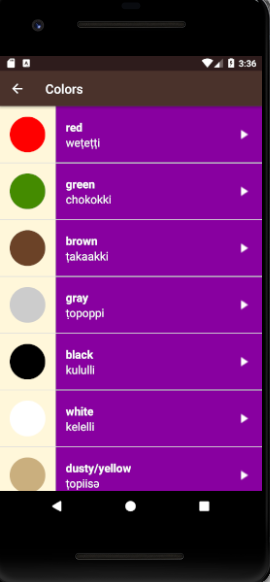 3:36
Colors
red
weṭeṭṭi
green
chokokki
brown
ṭakaakki
gray
ṭopoppi
black
kululli
white
kelelli
dusty/yellow
ṭopiisә